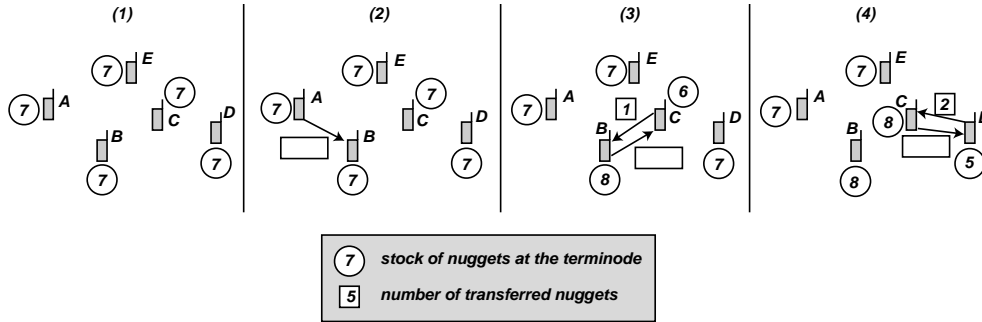 (1)
7 E
7
7 A
C
D
B
7
7
(2)
7 E
7
7 A
C
D
B
7
7
(3)
7 E
6
7 A
1
C
D
B
8
7
(4)
7 E
7 A
C 2
8
B
8
5
7 stock of nuggets at the terminode
5 number of transferred nuggets